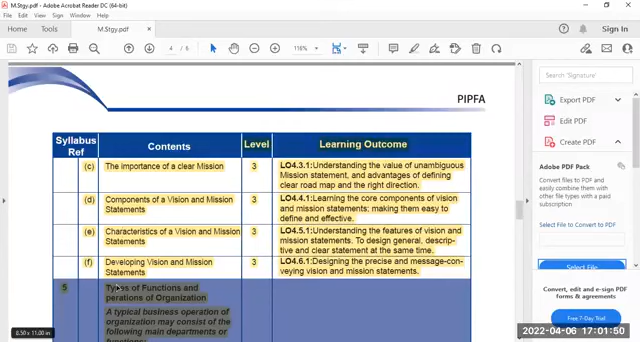 M.Stgy.pdf - Adobe Acrobat Reader DC (64-bit)
File Edit View Sign Window Help
Home Tools M.Stgy.pdf × Sign In
4 / 6 116%
PIPFA
Search 'Signature'
Export PDF
Edit PDF
Create PDF
Adobe PDF Pack
Convert files to PDF and
easily combine them with
other file types with a paid
subscription
Select File to Convert to PDF
Select File
Convert, edit and e-sign PDF
forms & agreements
Free 7-Day Trial
Syllabus Ref Contents Level Learning Outcome
(c) The importance of a clear Mission 3 LO4.3.1:Understanding the value of unambiguous
Mission statement, and advantages of defining
clear road map and the right direction.
(d) Components of a Vision and Mission
Statements 3 LO4.4.1:Learning the core components of vision
and mission statements; making them easy to
define and effective.
(e) Characteristics of a Vision and Mission
Statements 3 LO4.5.1:Understanding the features of vision and
mission statements. To design general, descrip-
tive and clear statement at the same time.
(f) Developing Vision and Mission
Statements 3 LO4.6.1:Designing the precise and message-con-
veying vision and mission statements.
5 Types of Functions and
perations of Organization
A typical business operation of
organization may consist of the
following main departments or
functions:
8.50 x 11.00 in
2022-04-06 17:01:50